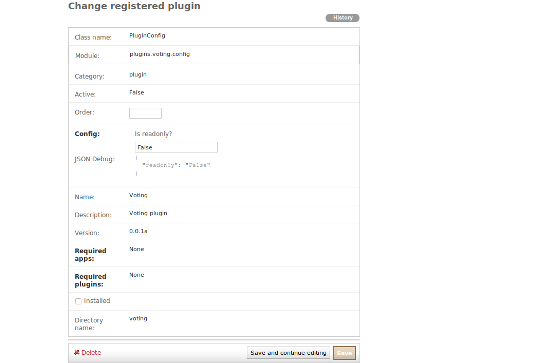 Change registered plugin
History
Class name: PluginConfig
Module: plugins.voting.config
Category: plugin
Active: False
Order:
Config: Is readonly?
False
JSON Debug: {
"readonly": "False"
}
Name: Voting
Description: Voting plugin
Version: 0.0.1a
Required apps: None
Required plugins: None
Installed
Directory name: voting
Delete
Save and continue editing
Save